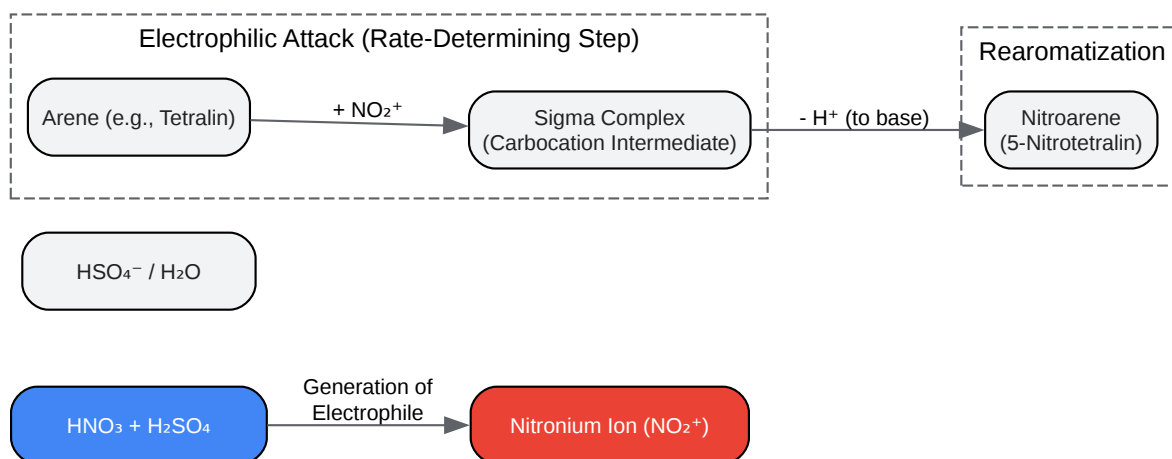 Electrophilic Attack (Rate-Determining Step)
Rearomatization
Arene (e.g., Tetralin)
+ NO₂⁺
Sigma Complex
(Carbocation Intermediate)
- H⁺ (to base)
Nitroarene
(5-Nitrotetralin)
HSO₄⁻ / H₂O
HNO₃ + H₂SO₄
Generation of
Electrophile
Nitronium Ion (NO₂⁺)